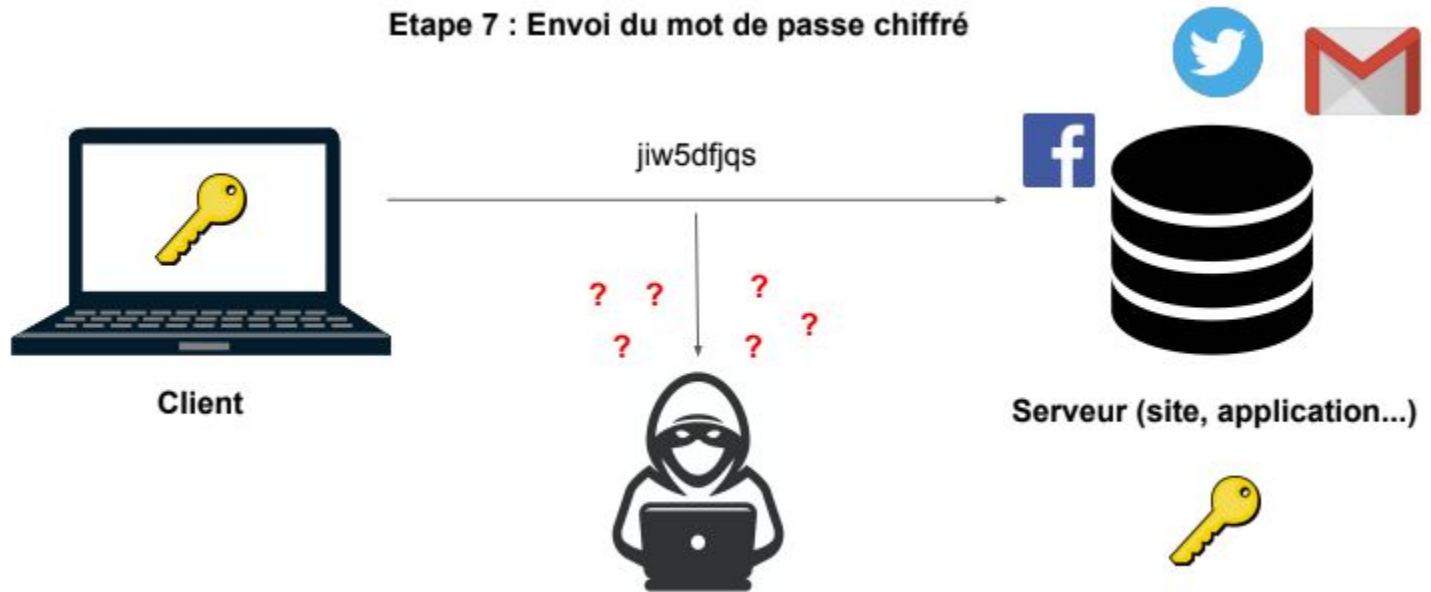 Etape 7 : Envoi du mot de passe chiffré
jiw5dfjqs
? ? ?
?
? ?
Client
Serveur (site, application...)